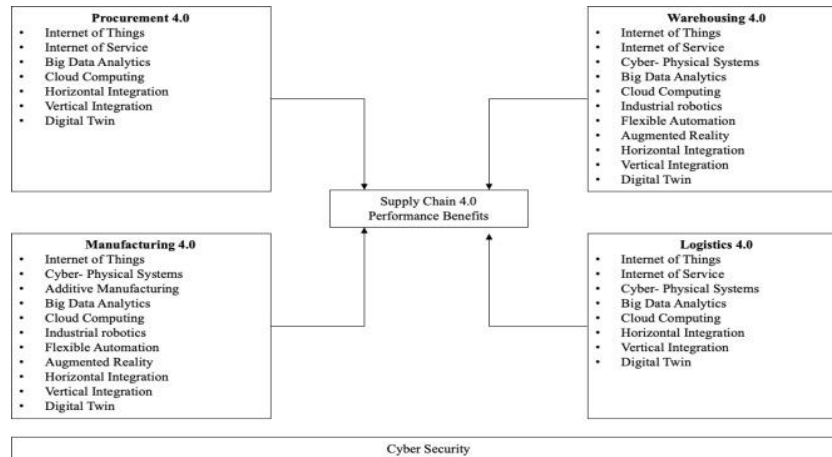 Procurement 4.0
• Internet of Things
• Internet of Service
• Big Data Analytics
• Cloud Computing
• Horizontal Integration
• Vertical Integration
• Digital Twin
Warehousing 4.0
• Internet of Things
• Internet of Service
• Cyber- Physical Systems
• Big Data Analytics
• Cloud Computing
• Industrial robotics
• Flexible Automation
• Augmented Reality
• Horizontal Integration
• Vertical Integration
• Digital Twin
Supply Chain 4.0
Performance Benefits
Manufacturing 4.0
• Internet of Things
• Cyber- Physical Systems
• Additive Manufacturing
• Big Data Analytics
• Cloud Computing
• Industrial robotics
• Flexible Automation
• Augmented Reality
• Horizontal Integration
• Vertical Integration
• Digital Twin
Logistics 4.0
• Internet of Things
• Internet of Service
• Cyber- Physical Systems
• Big Data Analytics
• Cloud Computing
• Horizontal Integration
• Vertical Integration
• Digital Twin
Cyber Security